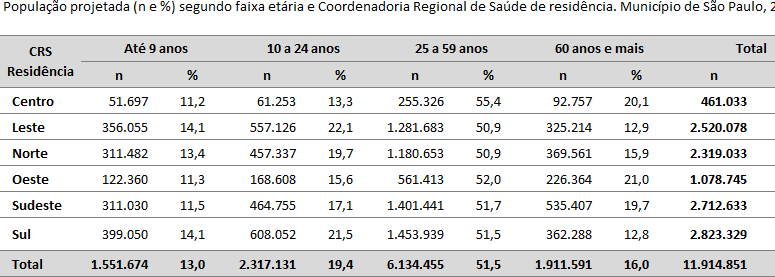 População projetada (n e %) segundo faixa etária e Coordenadoria Regional de Saúde de residência. Município de São Paulo, 2
CRS Residência Até 9 anos 10 a 24 anos 25 a 59 anos 60 anos e mais Total
n % n % n % n % n
Centro 51.697 11,2 61.253 13,3 255.326 55,4 92.757 20,1 461.033
Leste 356.055 14,1 557.126 22,1 1.281.683 50,9 325.214 12,9 2.520.078
Norte 311.482 13,4 457.337 19,7 1.180.653 50,9 369.561 15,9 2.319.033
Oeste 122.360 11,3 168.608 15,6 561.413 52,0 226.364 21,0 1.078.745
Sudeste 311.030 11,5 464.755 17,1 1.401.441 51,7 535.407 19,7 2.712.633
Sul 399.050 14,1 608.052 21,5 1.453.939 51,5 362.288 12,8 2.823.329
Total 1.551.674 13,0 2.317.131 19,4 6.134.455 51,5 1.911.591 16,0 11.914.851